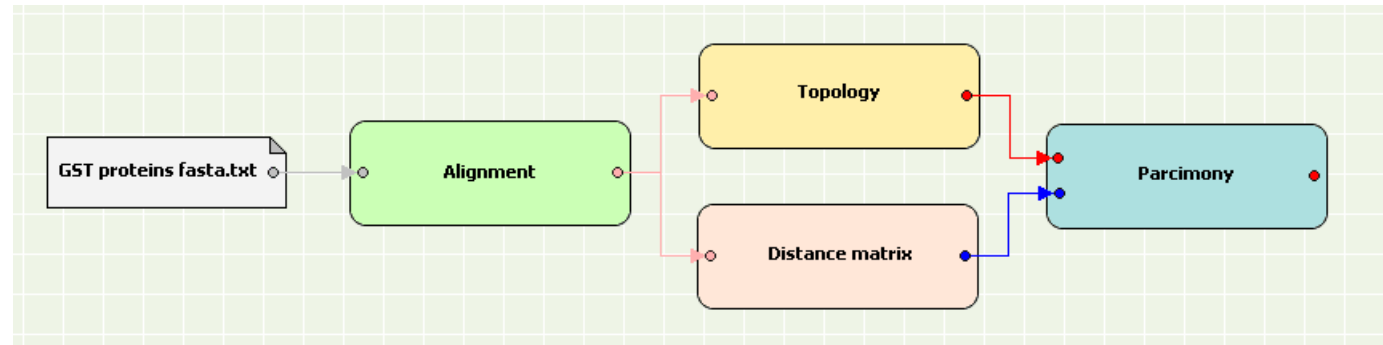 GST proteins fasta.txt
Alignment
Topology
Distance matrix
Parcimony